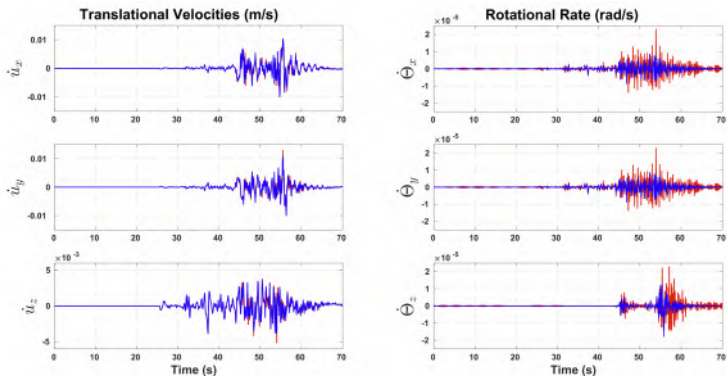 Translational Velocities (m/s)
0.01
0
-0.01
u̇x
0 10 20 30 40 50 60 70
0.01
0
-0.01
u̇y
0 10 20 30 40 50 60 70
×10 -3
5
0
-5
u̇z
0 10 20 30 40 50 60 70
Time (s)
Rotational Rate (rad/s)
×10 -5
2
1
0
-1
-2
Θ̇x
0 10 20 30 40 50 60 70
×10 -5
2
1
0
-1
-2
Θ̇y
0 10 20 30 40 50 60 70
×10 -5
2
1
0
-1
-2
Θ̇z
0 10 20 30 40 50 60 70
Time (s)